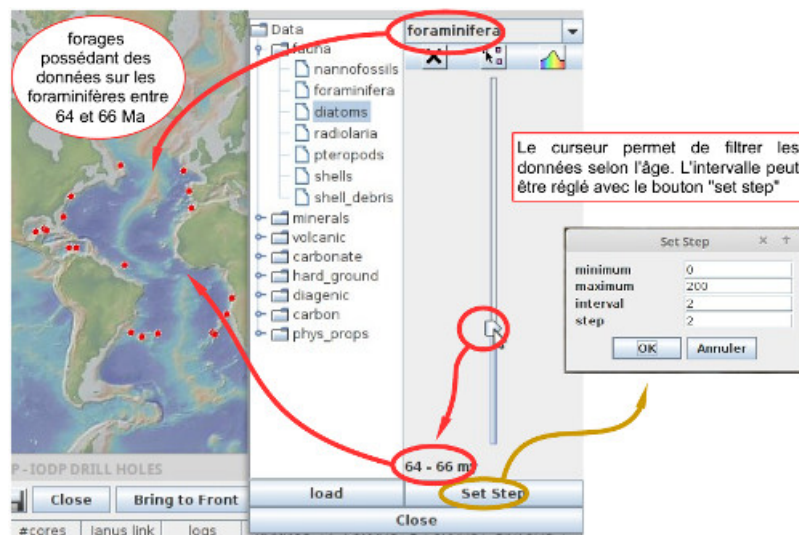 forages
possédant des
données sur les
foraminifères entre
64 et 66 Ma
Data
fauna
nannofossils
foraminifera
diatoms
radiolaria
pteropods
shells
shell_debris
minerals
volcanic
carbonate
hard_ground
diagenic
carbon
phys_props
foraminifera
Le curseur permet de filtrer les
données selon l'âge. L'intervalle peut
être réglé avec le bouton "set step"
Set Step
minimum 0
maximum 200
interval 2
step 2
OK Annuler
64 - 66 my
P - IODP DRILL HOLES
Close Bring to Front
load Set Step
Close
#cores Janus link logs